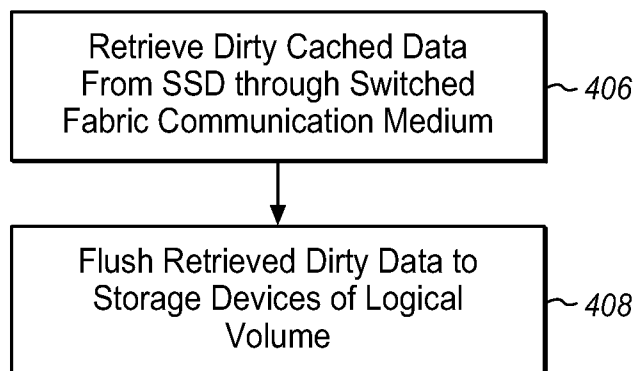 Retrieve Dirty Cached Data
From SSD through Switched
Fabric Communication Medium
406
Flush Retrieved Dirty Data to
Storage Devices of Logical
Volume
408